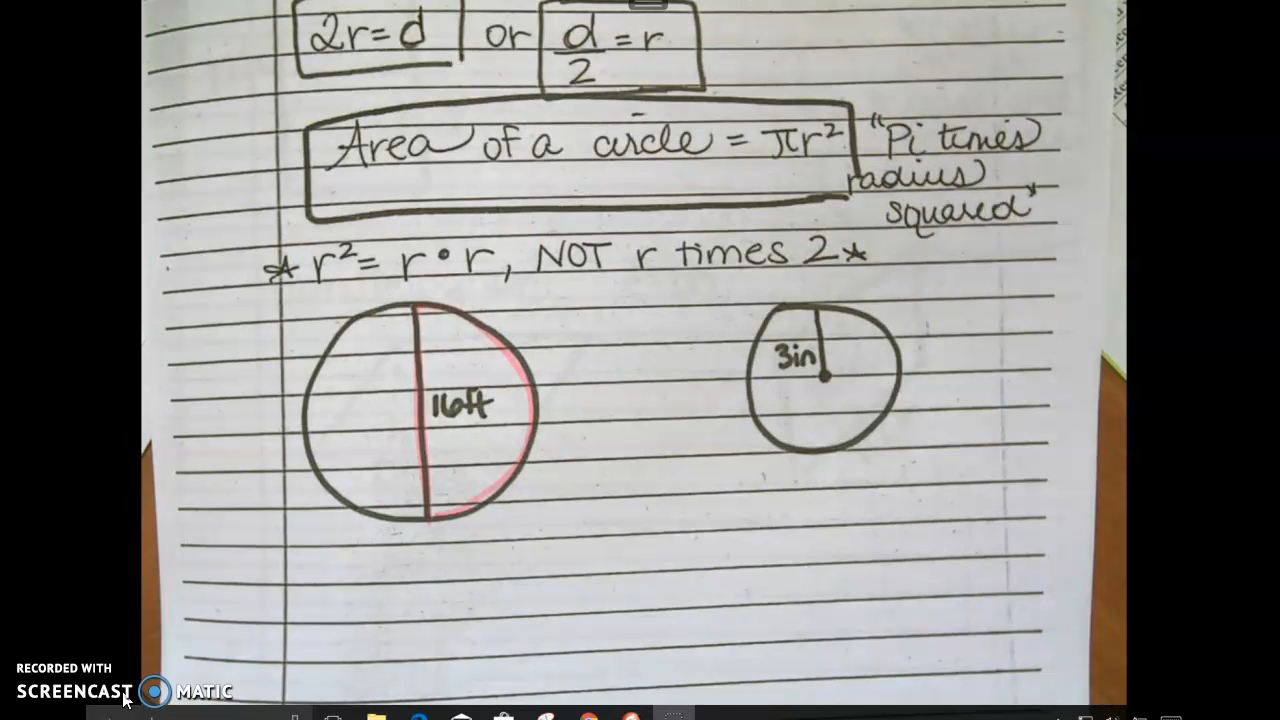 2r=d or d/2 = r
Area of a circle = πr² "Pi times
radius
squared"
* r² = r • r, NOT r times 2 *
16ft
3in
RECORDED WITH
SCREENCAST MATIC